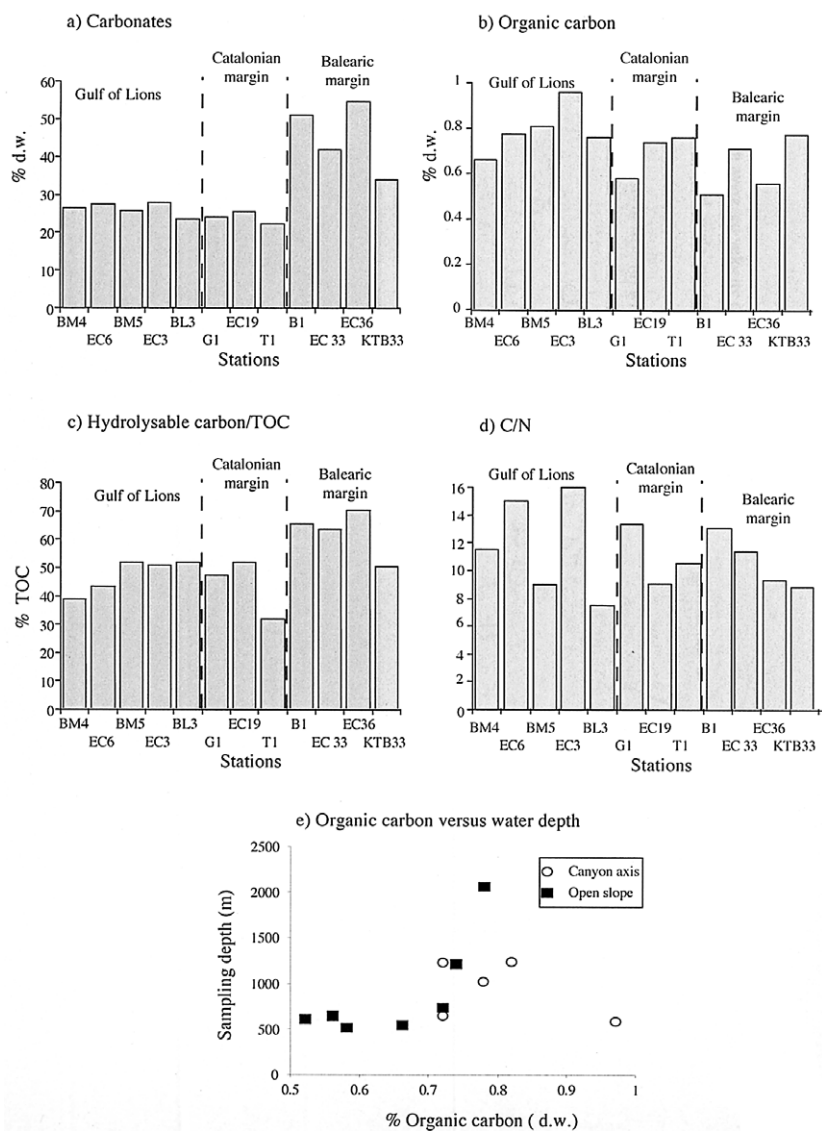 a) Carbonates
Gulf of Lions
Catalonian
margin
Balearic
margin
% d.w.
60
50
40
30
20
10
0
BM4 BM5 BL3 EC19 B1 EC36
EC6 EC3 G1 T1 EC 33 KTB33
Stations
b) Organic carbon
Gulf of Lions
Catalonian
margin
Balearic
margin
% d.w.
1
0.8
0.6
0.4
0.2
0
BM4 BM5 BL3 EC19 B1 EC36
EC6 EC3 G1 T1 EC 33 KTB33
Stations
c) Hydrolysable carbon/TOC
Gulf of Lions
Catalonian
margin
Balearic
margin
% TOC
80
70
60
50
40
30
20
10
0
BM4 BM5 BL3 EC19 B1 EC36
EC6 EC3 G1 T1 EC 33 KTB33
Stations
d) C/N
Gulf of Lions
Catalonian
margin
Balearic
margin
16
14
12
10
8
6
4
2
0
BM4 BM5 BL3 EC19 B1 EC36
EC6 EC3 G1 T1 EC 33 KTB33
Stations
e) Organic carbon versus water depth
Sampling depth (m)
2500
2000
1500
1000
500
0
Canyon axis
Open slope
0.5 0.6 0.7 0.8 0.9 1
% Organic carbon ( d.w.)